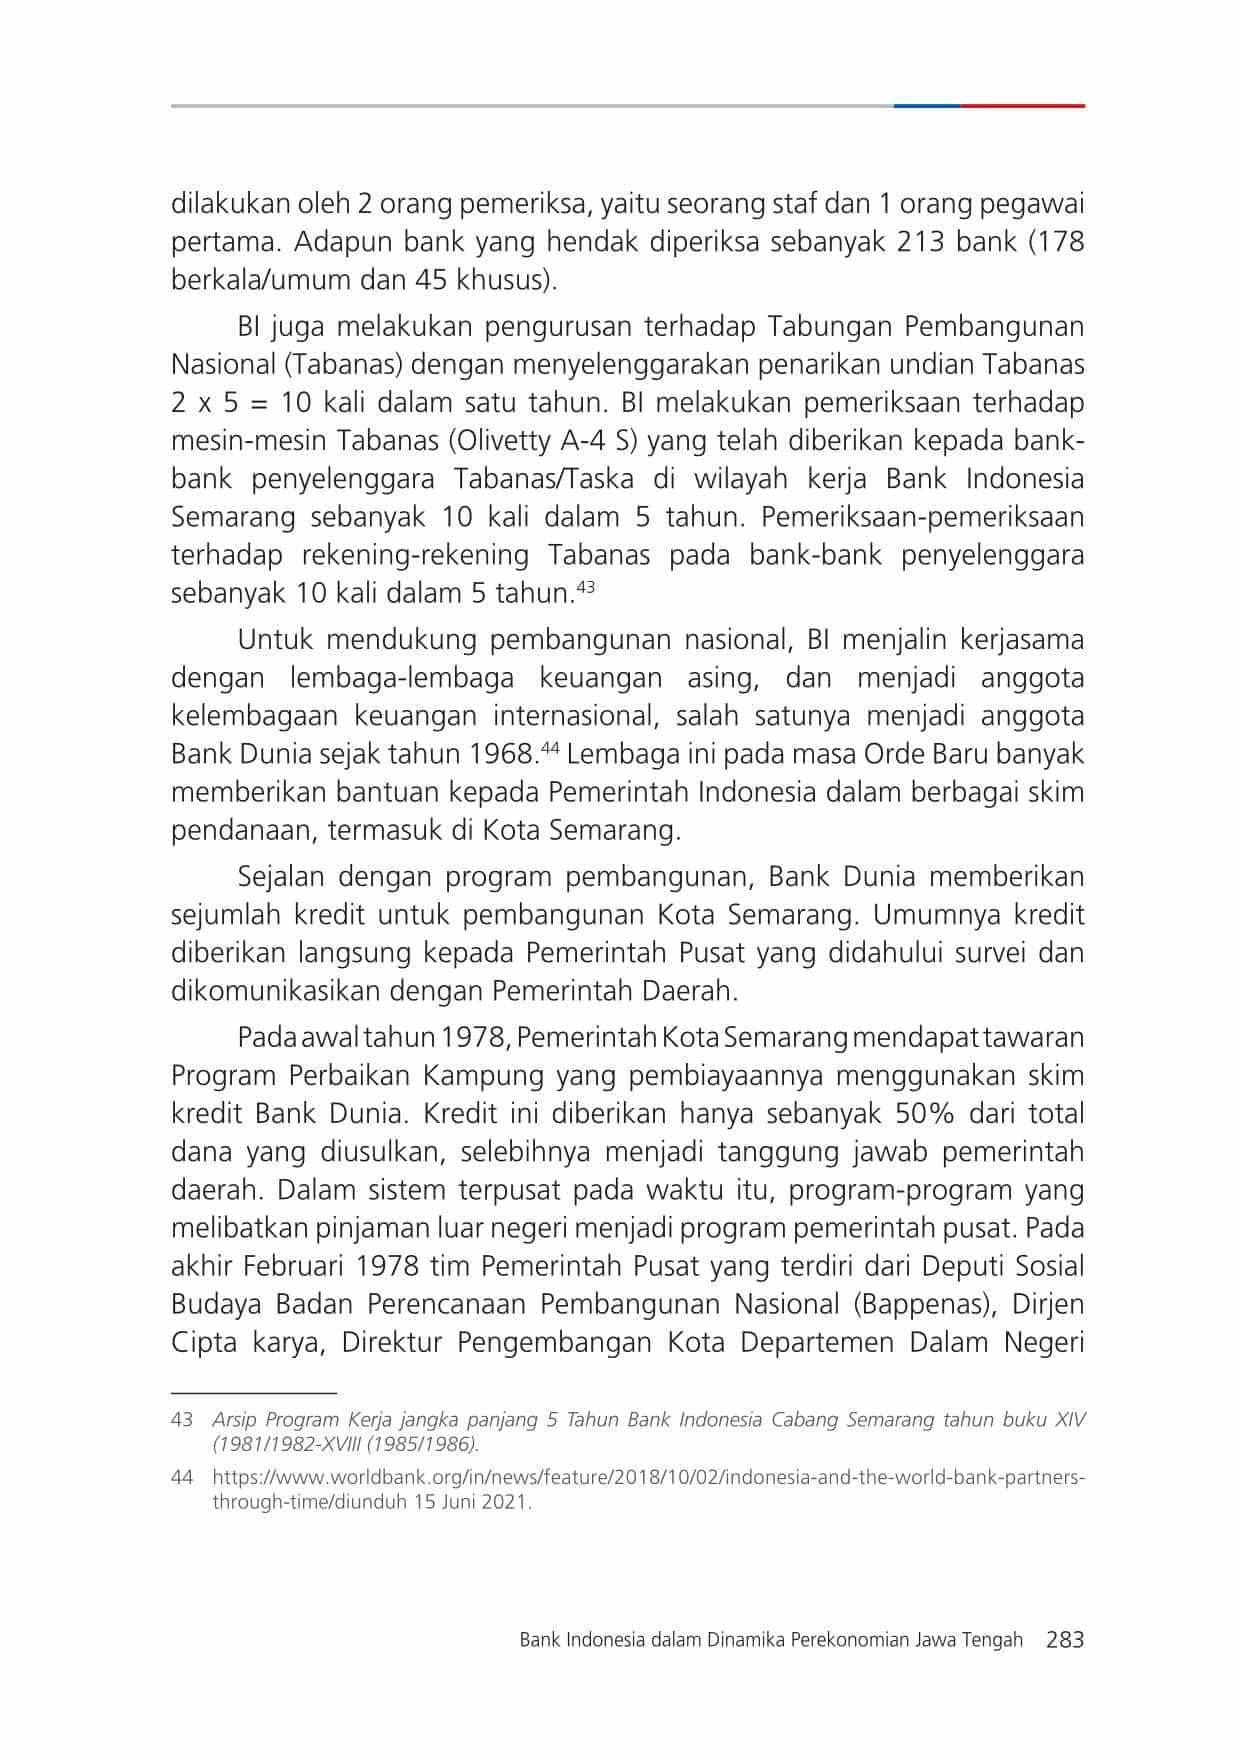 dilakukan oleh 2 orang pemeriksa, yaitu seorang staf dan 1 orang pegawai
pertama. Adapun bank yang hendak diperiksa sebanyak 213 bank (178
berkala/umum dan 45 khusus).
BI juga melakukan pengurusan terhadap Tabungan Pembangunan
Nasional (Tabanas) dengan menyelenggarakan penarikan undian Tabanas
2 x 5 = 10 kali dalam satu tahun. BI melakukan pemeriksaan terhadap
mesin-mesin Tabanas (Olivetty A-4 S) yang telah diberikan kepada bank-
bank penyelenggara Tabanas/Taska di wilayah kerja Bank Indonesia
Semarang sebanyak 10 kali dalam 5 tahun. Pemeriksaan-pemeriksaan
terhadap rekening-rekening Tabanas pada bank-bank penyelenggara
sebanyak 10 kali dalam 5 tahun.43
Untuk mendukung pembangunan nasional, BI menjalin kerjasama
dengan lembaga-lembaga keuangan asing, dan menjadi anggota
kelembagaan keuangan internasional, salah satunya menjadi anggota
Bank Dunia sejak tahun 1968.44 Lembaga ini pada masa Orde Baru banyak
memberikan bantuan kepada Pemerintah Indonesia dalam berbagai skim
pendanaan, termasuk di Kota Semarang.
Sejalan dengan program pembangunan, Bank Dunia memberikan
sejumlah kredit untuk pembangunan Kota Semarang. Umumnya kredit
diberikan langsung kepada Pemerintah Pusat yang didahului survei dan
dikomunikasikan dengan Pemerintah Daerah.
Pada awal tahun 1978, Pemerintah Kota Semarang mendapat tawaran
Program Perbaikan Kampung yang pembiayaannya menggunakan skim
kredit Bank Dunia. Kredit ini diberikan hanya sebanyak 50% dari total
dana yang diusulkan, selebihnya menjadi tanggung jawab pemerintah
daerah. Dalam sistem terpusat pada waktu itu, program-program yang
melibatkan pinjaman luar negeri menjadi program pemerintah pusat. Pada
akhir Februari 1978 tim Pemerintah Pusat yang terdiri dari Deputi Sosial
Budaya Badan Perencanaan Pembangunan Nasional (Bappenas), Dirjen
Cipta karya, Direktur Pengembangan Kota Departemen Dalam Negeri
43 Arsip Program Kerja jangka panjang 5 Tahun Bank Indonesia Cabang Semarang tahun buku XIV
(1981/1982-XVIII (1985/1986).
44 https://www.worldbank.org/in/news/feature/2018/10/02/indonesia-and-the-world-bank-partners-
through-time/diunduh 15 Juni 2021.
Bank Indonesia dalam Dinamika Perekonomian Jawa Tengah 283